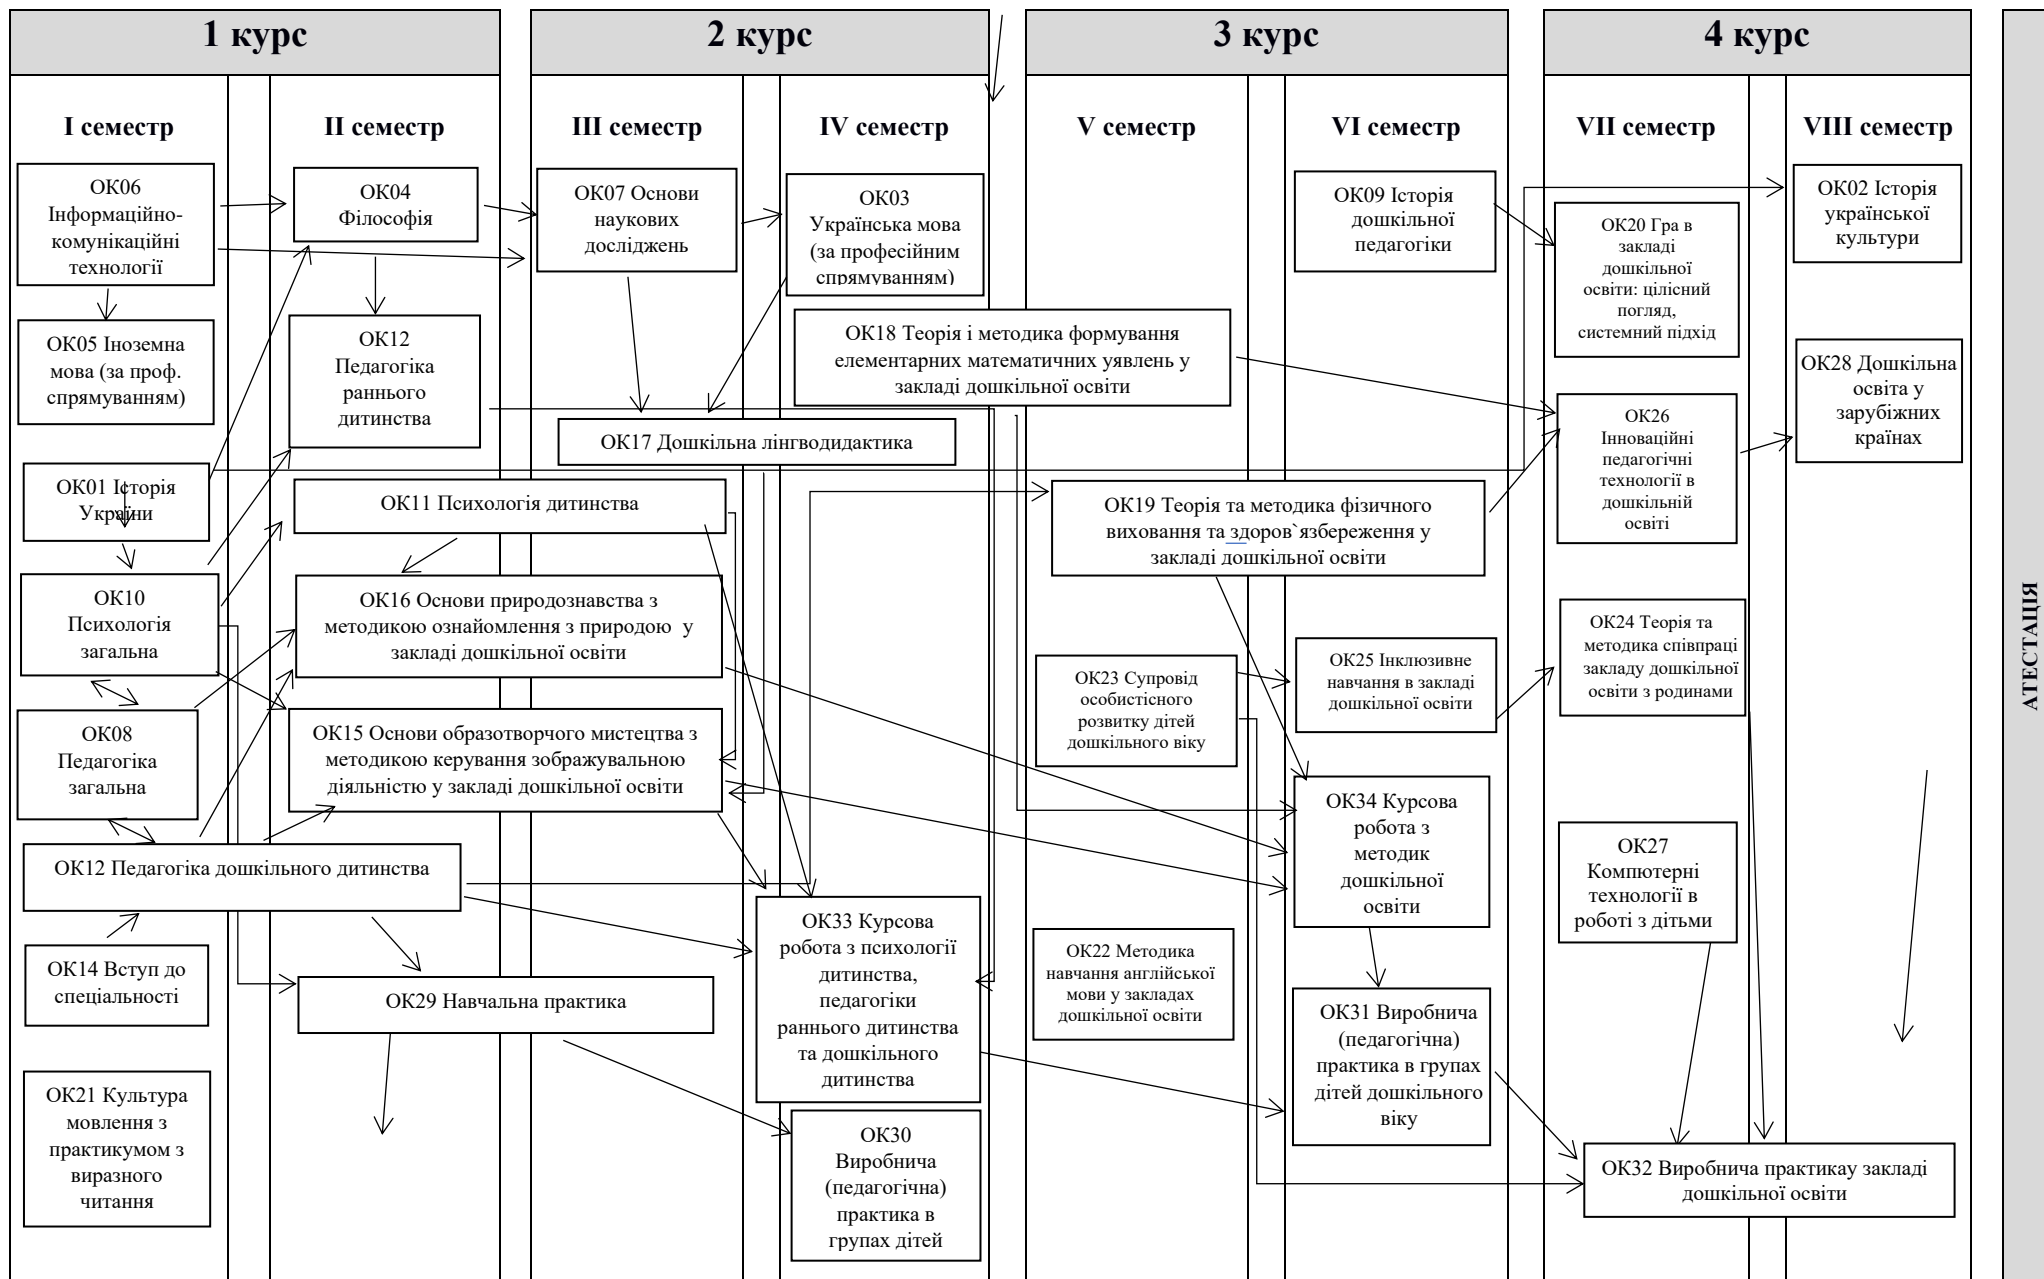 1 курс
2 курс
3 курс
4 курс
І семестр
ІІ семестр
ІІІ семестр
IV семестр
V семестр
VI семестр
VII семестр
VIII семестр
ОК06
Інформаційно-
комунікаційні
технології
ОК05 Іноземна
мова (за проф.
спрямуванням)
ОК01 Історія
України
ОК10
Психологія
загальна
ОК08
Педагогіка
загальна
ОК12 Педагогіка дошкільного дитинства
ОК14 Вступ до
спеціальності
ОК21 Культура
мовлення з
практикумом з
виразного
читання
ОК04
Філософія
ОК12
Педагогіка
раннього
дитинства
ОК11 Психологія дитинства
ОК16 Основи природознавства з
методикою ознайомлення з природою у
закладі дошкільної освіти
ОК15 Основи образотворчого мистецтва з
методикою керування зображувальною
діяльністю у закладі дошкільної освіти
ОК29 Навчальна практика
ОК07 Основи
наукових
досліджень
ОК17 Дошкільна лінгводидактика
ОК03
Українська мова
(за професійним
спрямуванням)
ОК18 Теорія і методика формування
елементарних математичних уявлень у
закладі дошкільної освіти
ОК33 Курсова
робота з психології
дитинства,
педагогіки
раннього дитинства
та дошкільного
дитинства
ОК30
Виробнича
(педагогічна)
практика в
групах дітей
ОК19 Теорія та методика фізичного
виховання та здоров`язбереження у
закладі дошкільної освіти
ОК23 Супровід
особистісного
розвитку дітей
дошкільного віку
ОК22 Методика
навчання англійської
мови у закладах
дошкільної освіти
ОК09 Історія
дошкільної
педагогіки
ОК25 Інклюзивне
навчання в закладі
дошкільної освіти
ОК34 Курсова
робота з
методик
дошкільної
освіти
ОК31 Виробнича
(педагогічна)
практика в групах
дітей дошкільного
віку
ОК20 Гра в
закладі
дошкільної
освіти: цілісний
погляд,
системний підхід
ОК26
Інноваційні
педагогічні
технології в
дошкільній
освіті
ОК24 Теорія та
методика співпраці
закладу дошкільної
освіти з родинами
ОК27
Компютерні
технології в
роботі з дітьми
ОК32 Виробнича практикау закладі
дошкільної освіти
ОК02 Історія
української
культури
ОК28 Дошкільна
освіта у
зарубіжних
країнах
АТЕСТАЦІЯ